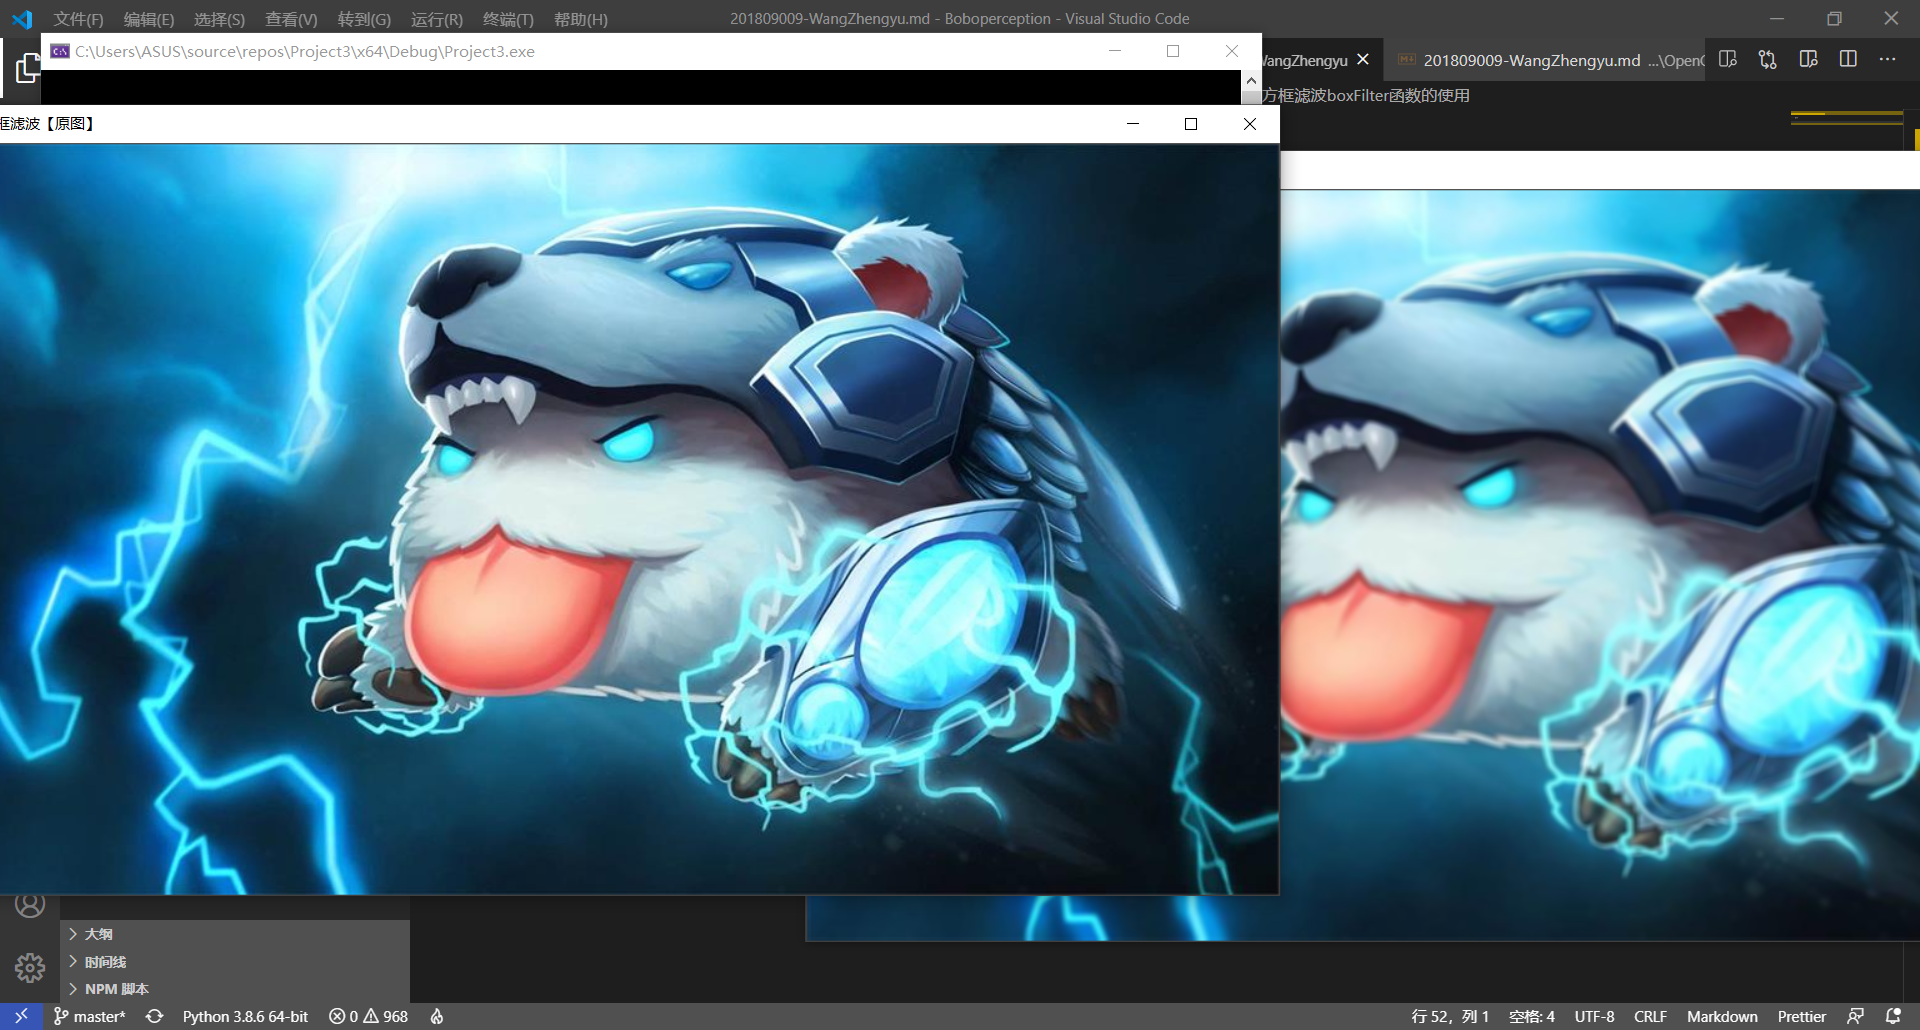 文件(F) 编辑(E) 选择(S) 查看(V) 转到(G) 运行(R) 终端(T) 帮助(H) 201809009-WangZhengyu.md - Boboperception - Visual Studio Code
C:\Users\ASUS\source\repos\Project3\x64\Debug\Project3.exe
WangZhengyu 201809009-WangZhengyu.md ...\OpenC
方框滤波boxFilter函数的使用
框滤波【原图】
大纲
时间线
NPM 脚本
master* Python 3.8.6 64-bit 0 968 行 52，列 1 空格: 4 UTF-8 CRLF Markdown Prettier